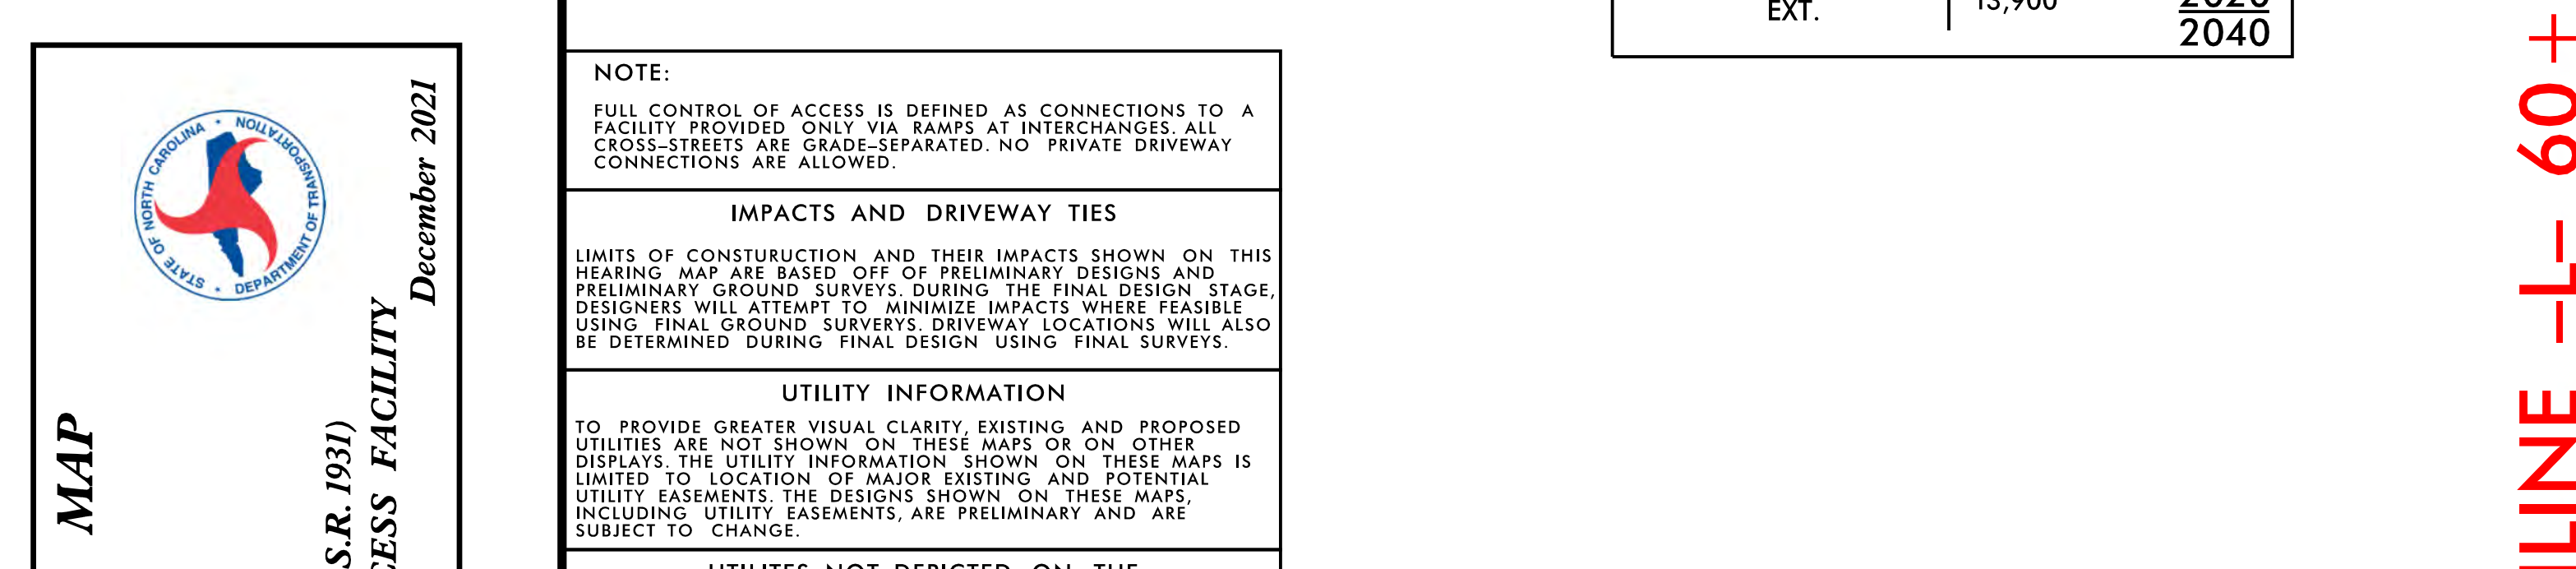 MAP
STATE OF NORTH CAROLINA
DEPARTMENT OF TRANSPORTATION
S.R. 1931)
FACILITY
December 2021
NOTE:
FULL CONTROL OF ACCESS IS DEFINED AS CONNECTIONS TO A
FACILITY PROVIDED ONLY VIA RAMPS AT INTERCHANGES. ALL
CROSS-STREETS ARE GRADE-SEPARATED. NO PRIVATE DRIVEWAY
CONNECTIONS ARE ALLOWED.
IMPACTS AND DRIVEWAY TIES
LIMITS OF CONSTURUCTION AND THEIR IMPACTS SHOWN ON THIS
HEARING MAP ARE BASED OFF OF PRELIMINARY DESIGNS AND
PRELIMINARY GROUND SURVEYS. DURING THE FINAL DESIGN STAGE,
DESIGNERS WILL ATTEMPT TO MINIMIZE IMPACTS WHERE FEASIBLE
USING FINAL GROUND SURVERYS. DRIVEWAY LOCATIONS WILL ALSO
BE DETERMINED DURING FINAL DESIGN USING FINAL SURVEYS.
UTILITY INFORMATION
TO PROVIDE GREATER VISUAL CLARITY, EXISTING AND PROPOSED
UTILITIES ARE NOT SHOWN ON THESE MAPS OR ON OTHER
DISPLAYS. THE UTILITY INFORMATION SHOWN ON THESE MAPS IS
LIMITED TO LOCATION OF MAJOR EXISTING AND POTENTIAL
UTILITY EASEMENTS. THE DESIGNS SHOWN ON THESE MAPS,
INCLUDING UTILITY EASEMENTS, ARE PRELIMINARY AND ARE
SUBJECT TO CHANGE.
UTILITES NOT DEPICTED ON THE
EXT.
13,900
2020
2040
-L- 60+